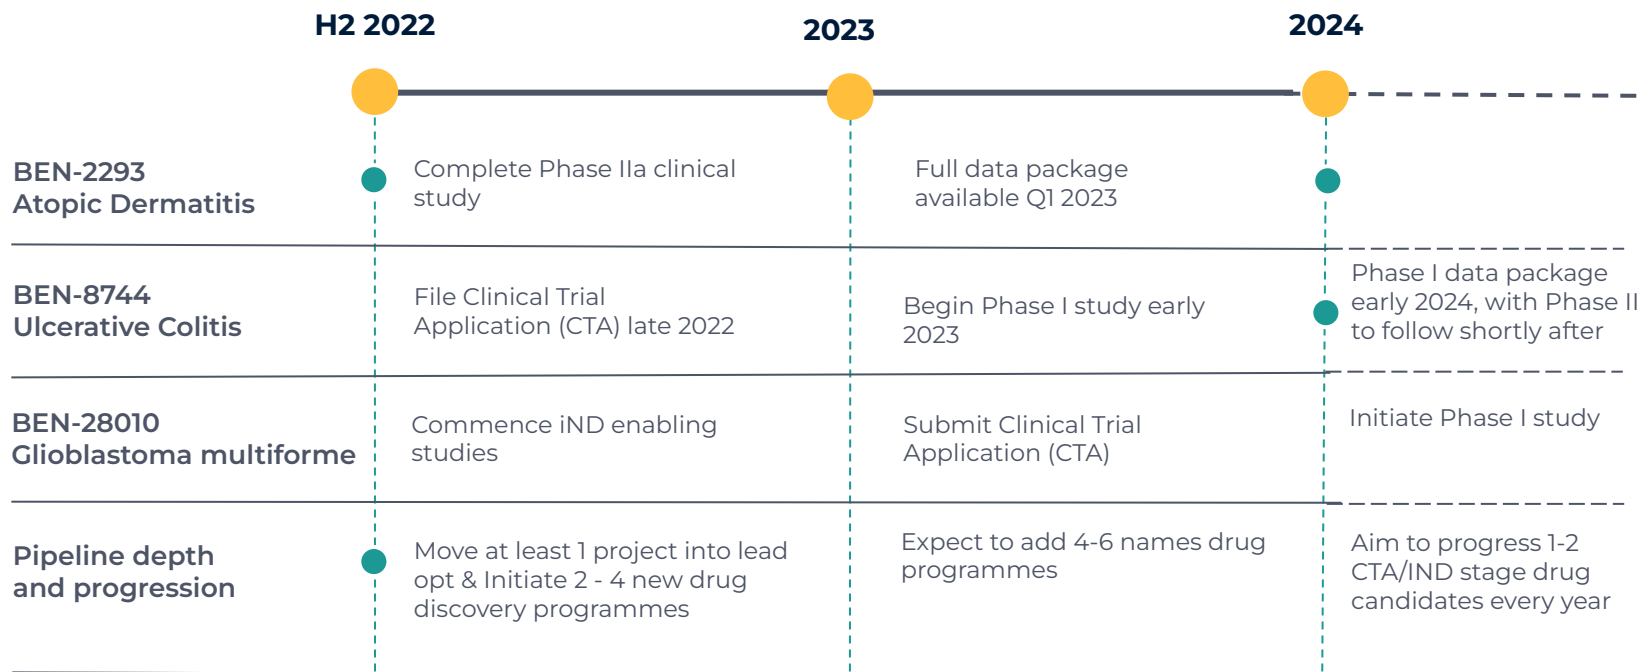 H2 2022
2023
2024
BEN-2293
Atopic Dermatitis
Complete Phase IIa clinical
study
Full data package
available Q1 2023
BEN-8744
Ulcerative Colitis
File Clinical Trial
Application (CTA) late 2022
Begin Phase I study early
2023
Phase I data package
early 2024, with Phase II
to follow shortly after
BEN-28010
Glioblastoma multiforme
Commence iND enabling
studies
Submit Clinical Trial
Application (CTA)
Initiate Phase I study
Pipeline depth
and progression
Move at least 1 project into lead
opt & Initiate 2 - 4 new drug
discovery programmes
Expect to add 4-6 names drug
programmes
Aim to progress 1-2
CTA/IND stage drug
candidates every year